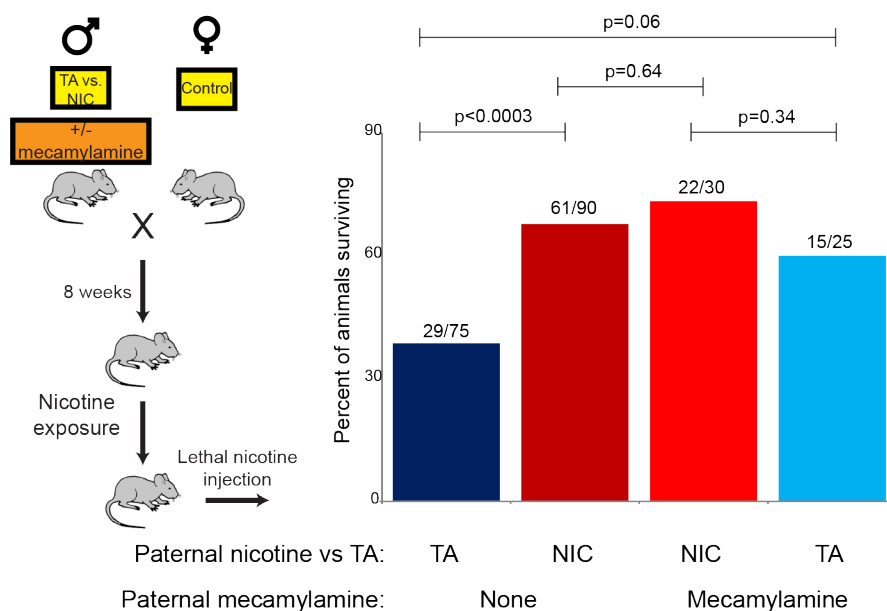 ♂ ♀
TA vs.
NIC
Control
+/-
mecamylamine
X
8 weeks
Nicotine
exposure
Lethal nicotine
injection
p=0.06
p=0.64
p<0.0003
p=0.34
Percent of animals surviving
90
60
30
0
29/75
61/90
22/30
15/25
Paternal nicotine vs TA: TA NIC NIC TA
Paternal mecamylamine: None Mecamylamine